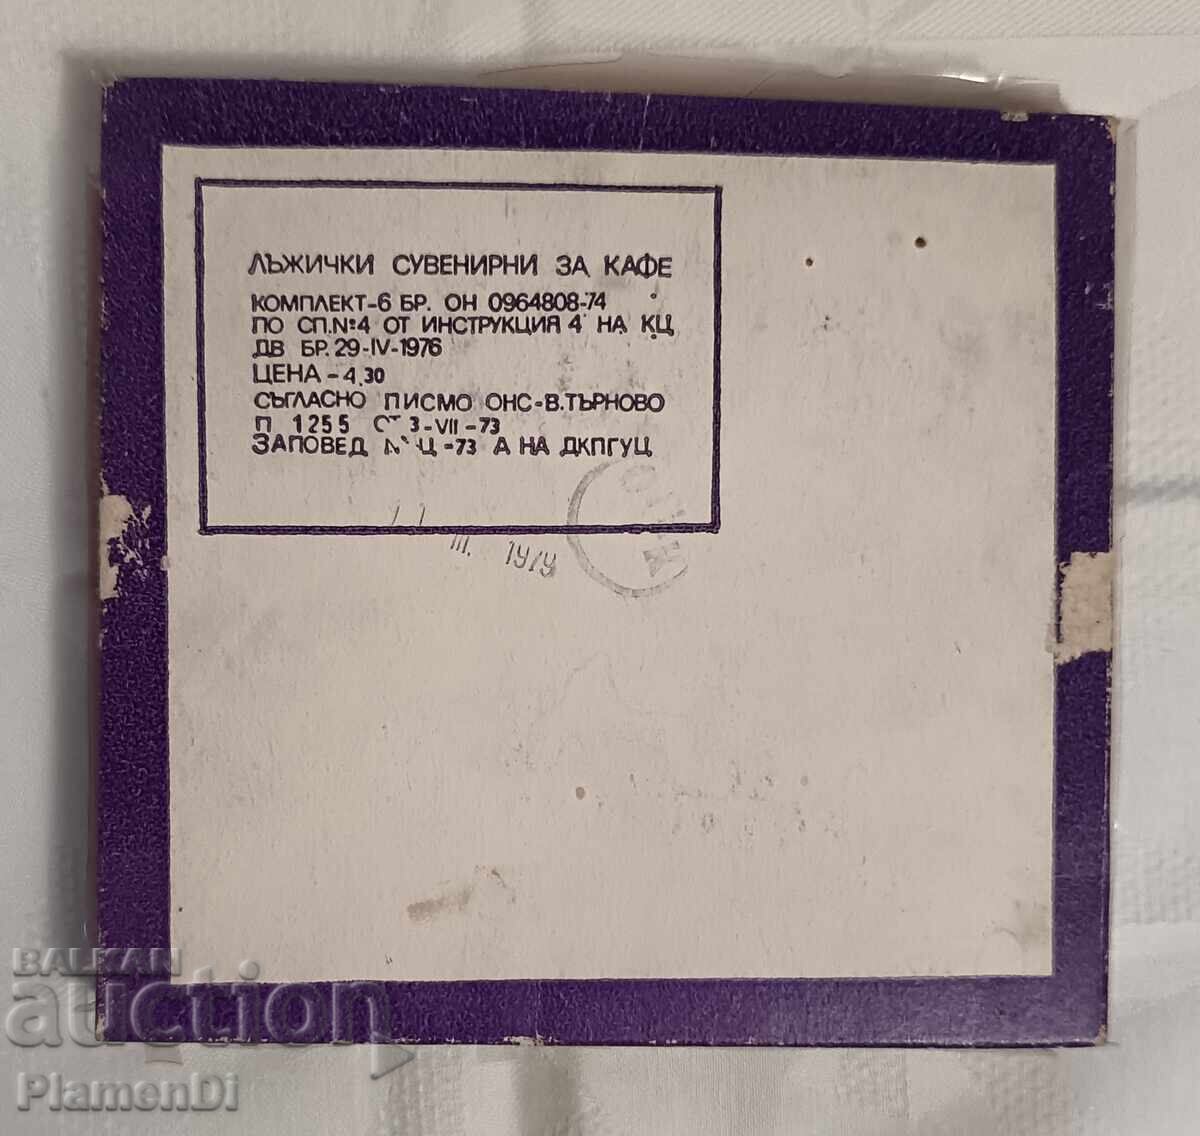 ЛЪЖИЧКИ СУВЕНИРНИ ЗА КАФЕ
КОМПЛЕКТ-6 БР. ОН 0964808-74
ПО СП.№4 ОТ ИНСТРУКЦИЯ 4 НА КЦ
ДВ БР. 29-IV-1976
ЦЕНА - 4.30
СЪГЛАСНО ПИСМО ОНС-В.ТЪРНОВО
П 1255 ОТ 3-VII-73
ЗАПОВЕД № Ц-73 А НА ДКПГУЦ
III. 1979
BALKAN
auction
PlamenDi